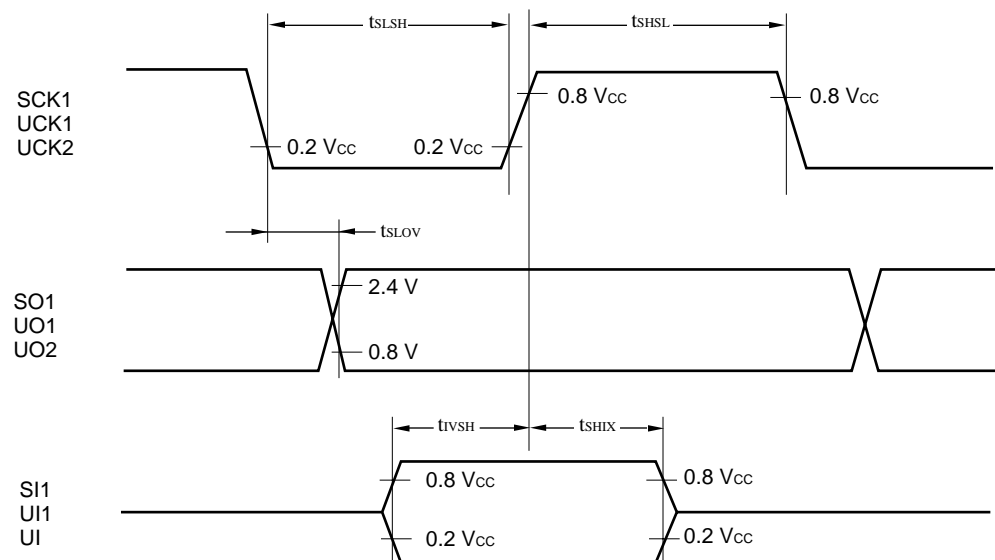 tSLSH
tSHSL
SCK1
UCK1
UCK2
0.8 VCC
0.8 VCC
0.2 VCC
0.2 VCC
tSLOV
SO1
UO1
UO2
2.4 V
0.8 V
tIVSH
tSHIX
SI1
UI1
UI
0.8 VCC
0.8 VCC
0.2 VCC
0.2 VCC